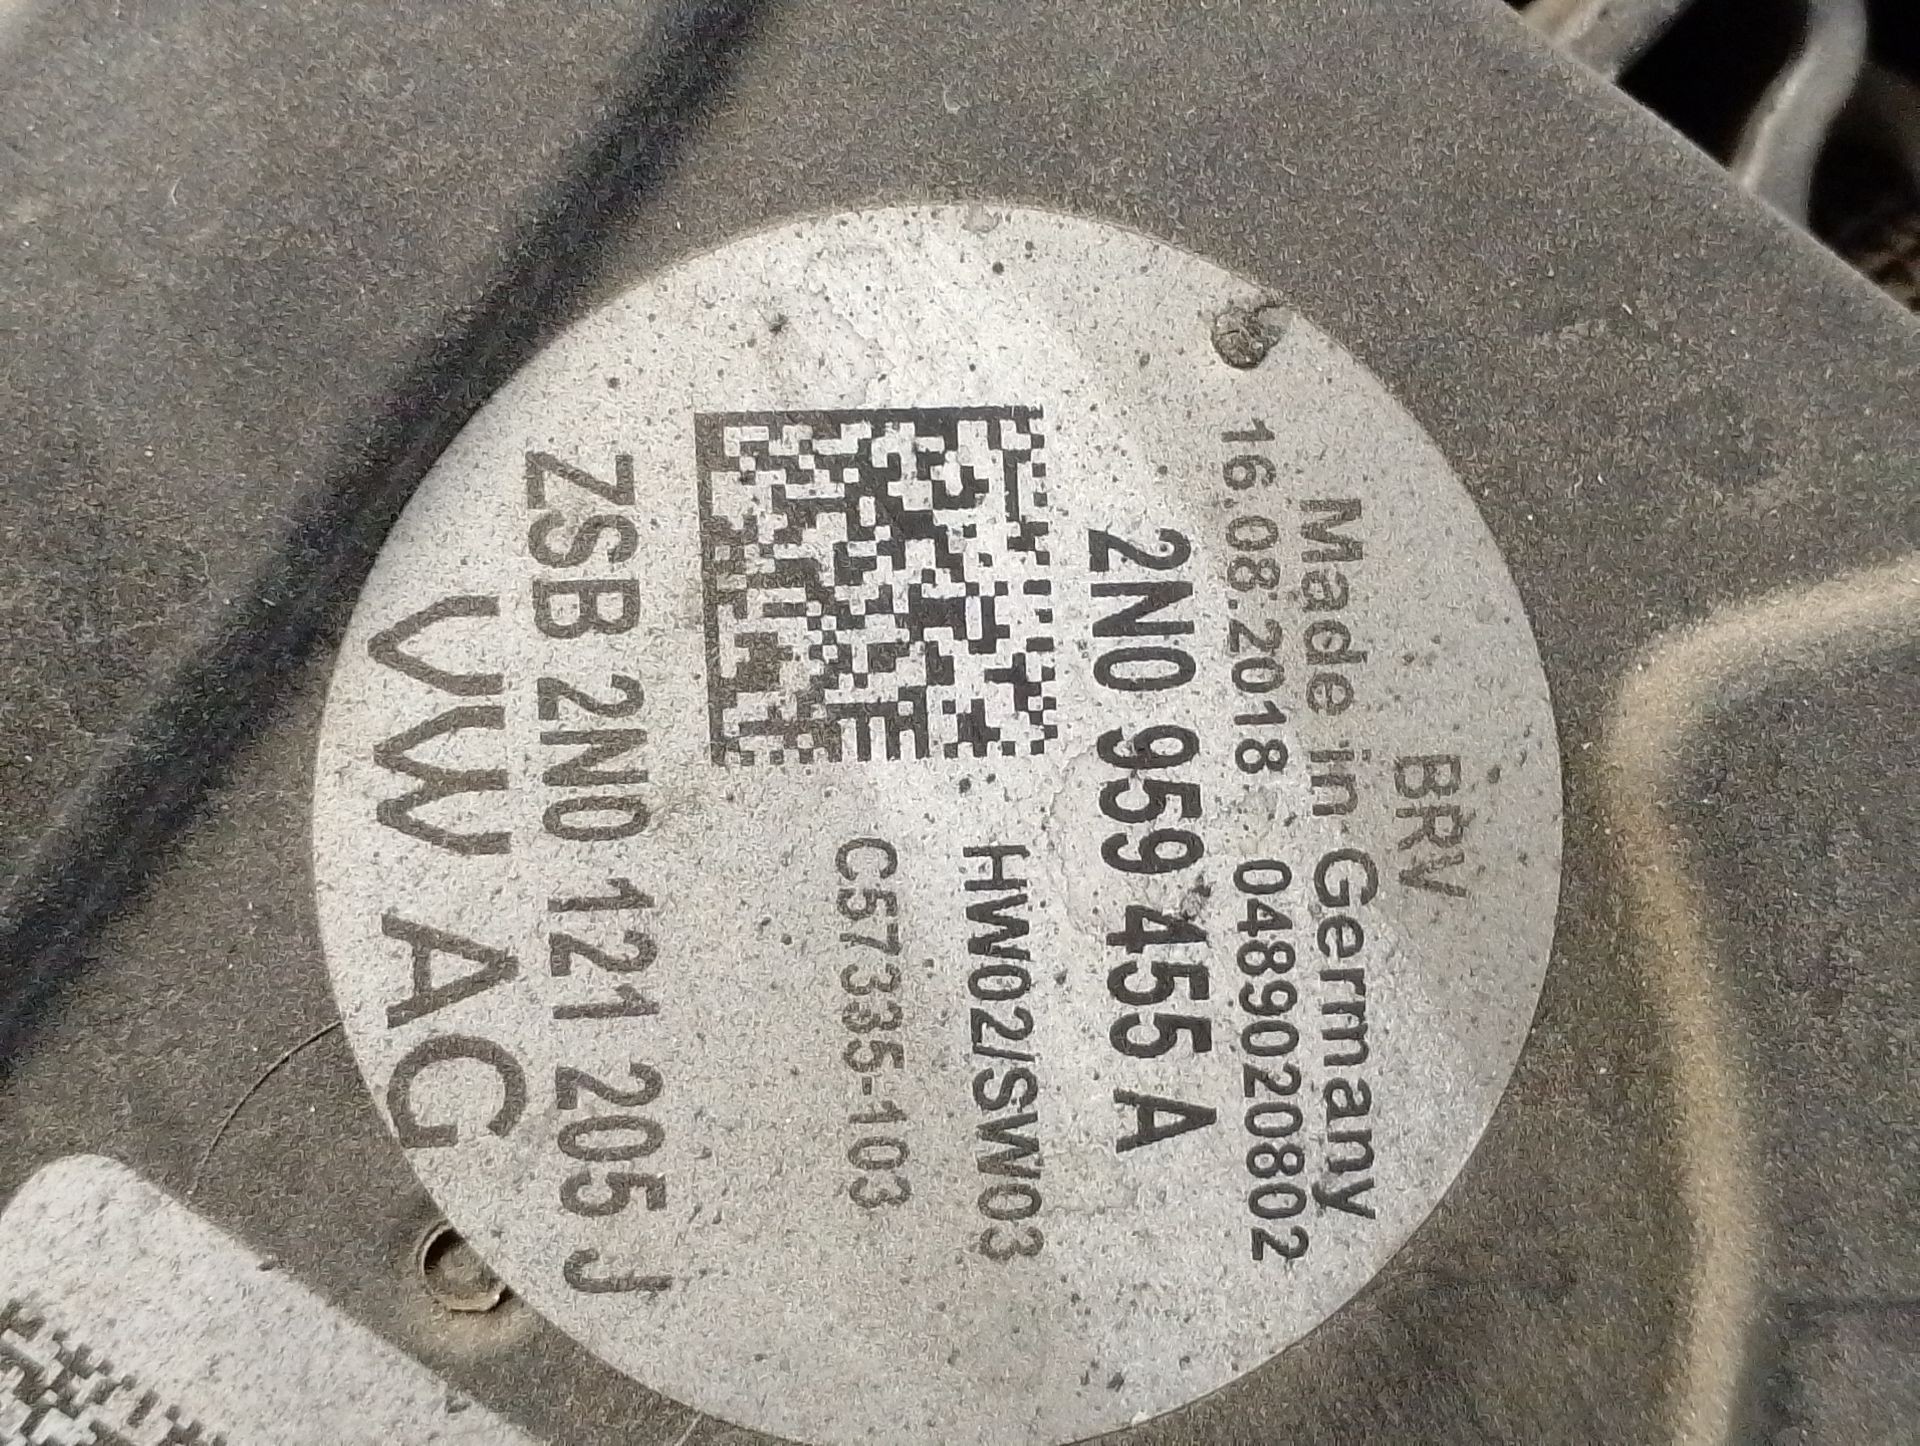 BRV
Made in Germany
16.08.2018 0489020802
2N0 959 455 A
HW02/SW03
C57335-103
ZSB 2N0 121 205 J
VW AG